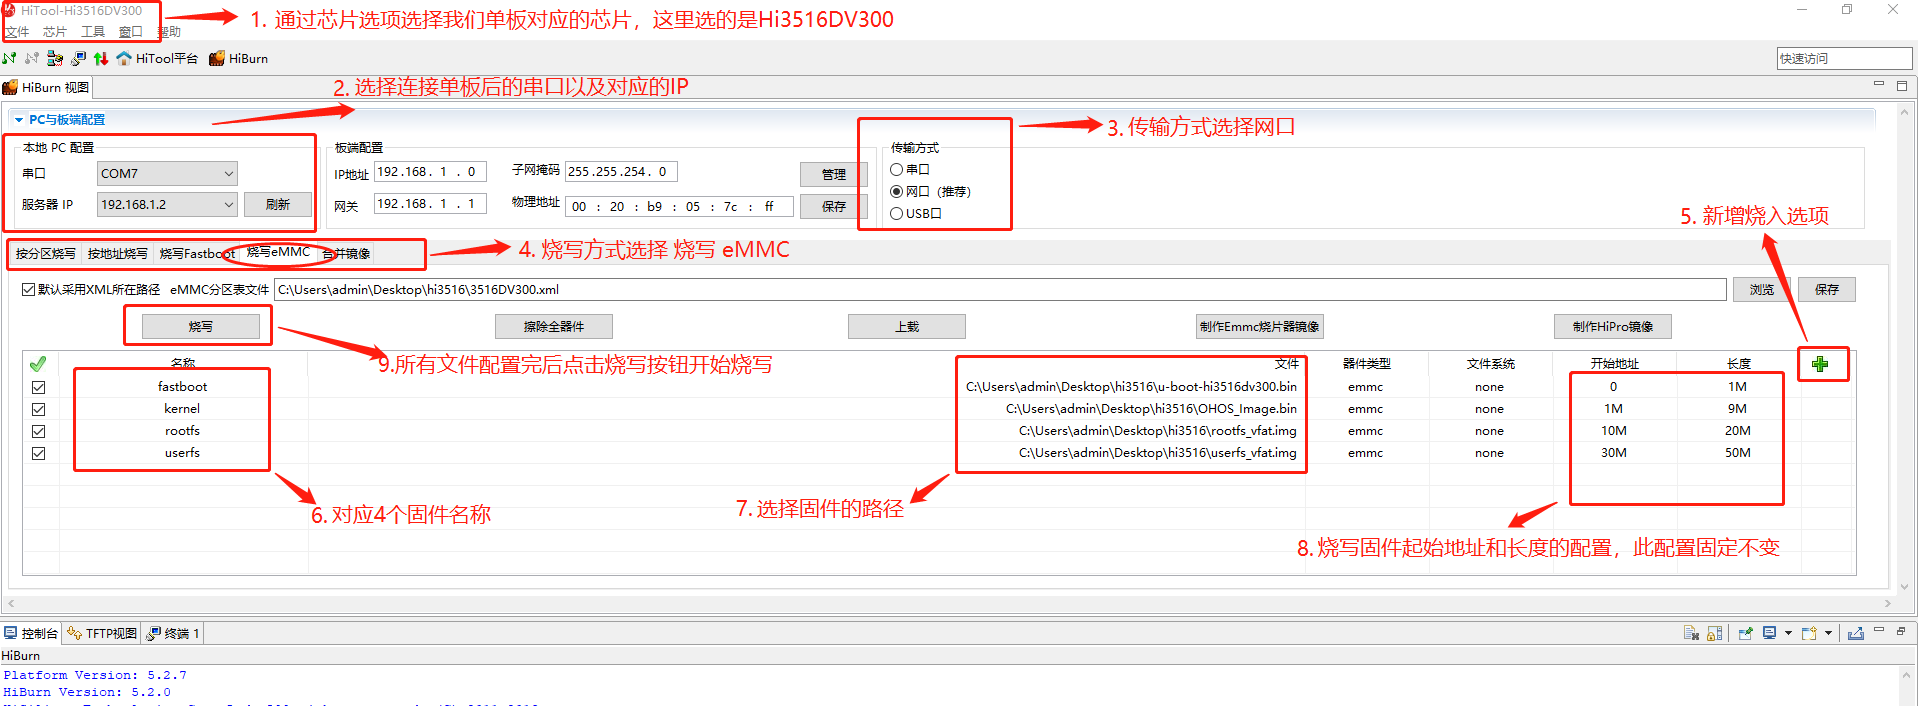 HiTool-Hi3516DV300
1. 通过芯片选项选择我们单板对应的芯片，这里选的是Hi3516DV300
文件 芯片 工具 窗口 帮助
HiTool平台 HiBurn
快速访问
HiBurn 视图
2. 选择连接单板后的串口以及对应的IP
PC与板端配置
3. 传输方式选择网口
本地 PC 配置
串口 COM7
服务器 IP 192.168.1.2 刷新
板端配置
IP地址 192.168. 1 . 0 子网掩码 255.255.254. 0 管理
网关 192.168. 1 . 1 物理地址 00 : 20 : b9 : 05 : 7c : ff 保存
传输方式
串口
网口（推荐）
USB口
5. 新增烧入选项
按分区烧写 按地址烧写 烧写Fastboot 烧写eMMC 合并镜像
4. 烧写方式选择 烧写 eMMC
默认采用XML所在路径 eMMC分区表文件 C:\Users\admin\Desktop\hi3516\3516DV300.xml 浏览 保存
烧写 擦除全器件 上载 制作Emmc烧片器镜像 制作HiPro镜像
9.所有文件配置完后点击烧写按钮开始烧写
名称 文件 器件类型 文件系统 开始地址 长度
fastboot C:\Users\admin\Desktop\hi3516\u-boot-hi3516dv300.bin emmc none 0 1M
kernel C:\Users\admin\Desktop\hi3516\OHOS_Image.bin emmc none 1M 9M
rootfs C:\Users\admin\Desktop\hi3516\rootfs_vfat.img emmc none 10M 20M
userfs C:\Users\admin\Desktop\hi3516\userfs_vfat.img emmc none 30M 50M
6. 对应4个固件名称
7. 选择固件的路径
8. 烧写固件起始地址和长度的配置，此配置固定不变
控制台 TFTP视图 终端 1
HiBurn
Platform Version: 5.2.7
HiBurn Version: 5.2.0